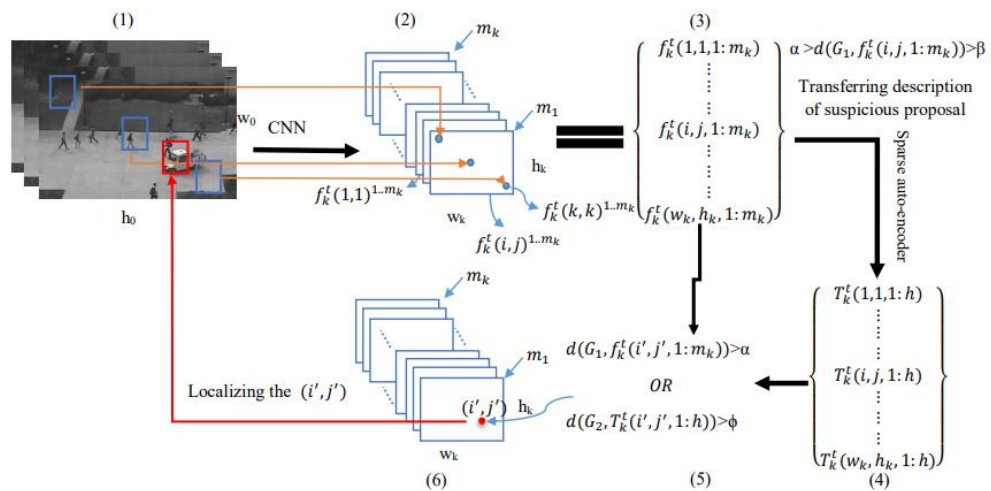 (1)
(2)
(3)
m_k
f_k^t(1,1,1:m_k)
α >d(G_1,f_k^t(i,j,1:m_k))>β
Transferring description
of suspicious proposal
w_0
CNN
m_1
f_k^t(i,j,1:m_k)
h_k
Sparse auto-encoder
f_k^t(1,1)^{1..m_k}
w_k
f_k^t(k,k)^{1..m_k}
f_k^t(w_k,h_k,1:m_k)
h_0
f_k^t(i,j)^{1..m_k}
m_k
T_k^t(1,1,1:h)
m_1
d(G_1,f_k^t(i′,j′,1:m_k))>α
Localizing the (i′,j′)
OR
T_k^t(i,j,1:h)
(i′,j′)
h_k
d(G_2,T_k^t(i′,j′,1:h))>ϕ
w_k
T_k^t(w_k,h_k,1:h)
(6)
(5)
(4)